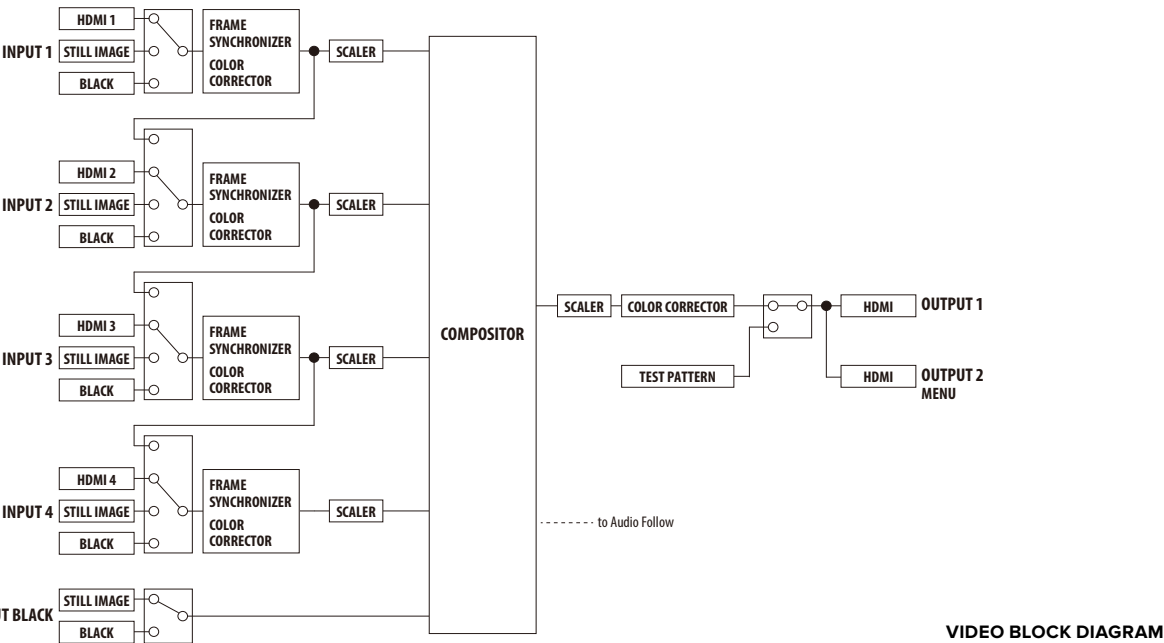 HDMI 1
INPUT 1
STILL IMAGE
BLACK
FRAME
SYNCHRONIZER
COLOR
CORRECTOR
SCALER
HDMI 2
INPUT 2
STILL IMAGE
BLACK
FRAME
SYNCHRONIZER
COLOR
CORRECTOR
SCALER
HDMI 3
INPUT 3
STILL IMAGE
BLACK
FRAME
SYNCHRONIZER
COLOR
CORRECTOR
SCALER
HDMI 4
INPUT 4
STILL IMAGE
BLACK
FRAME
SYNCHRONIZER
COLOR
CORRECTOR
SCALER
STILL IMAGE
BLACK
BLACK
COMPOSITOR
SCALER
COLOR CORRECTOR
HDMI
OUTPUT 1
TEST PATTERN
HDMI
OUTPUT 2
MENU
to Audio Follow
VIDEO BLOCK DIAGRAM